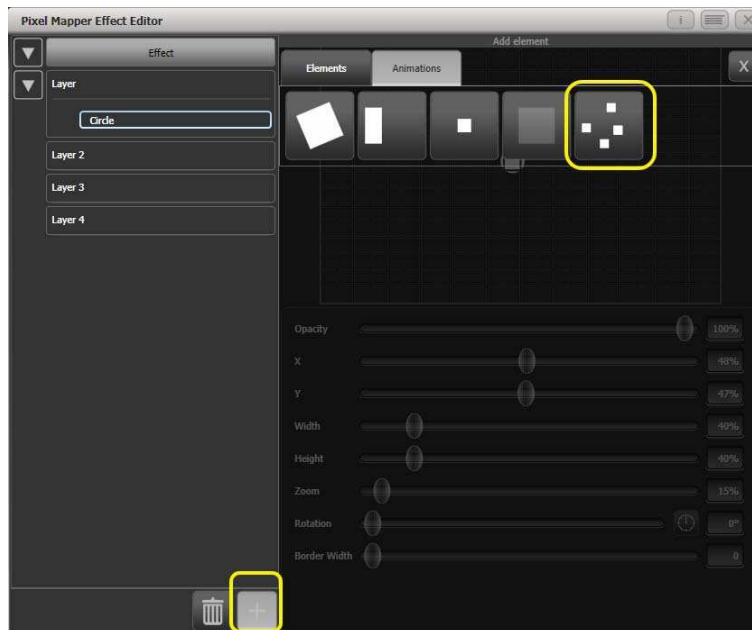 Pixel Mapper Effect Editor
i
X
Add element
Effect
Elements
Animations
X
Layer
Circle
Layer 2
Layer 3
Layer 4
Opacity 100%
X 48%
Y 47%
Width 40%
Height 40%
Zoom 15%
Rotation 0°
Border Width 0
+